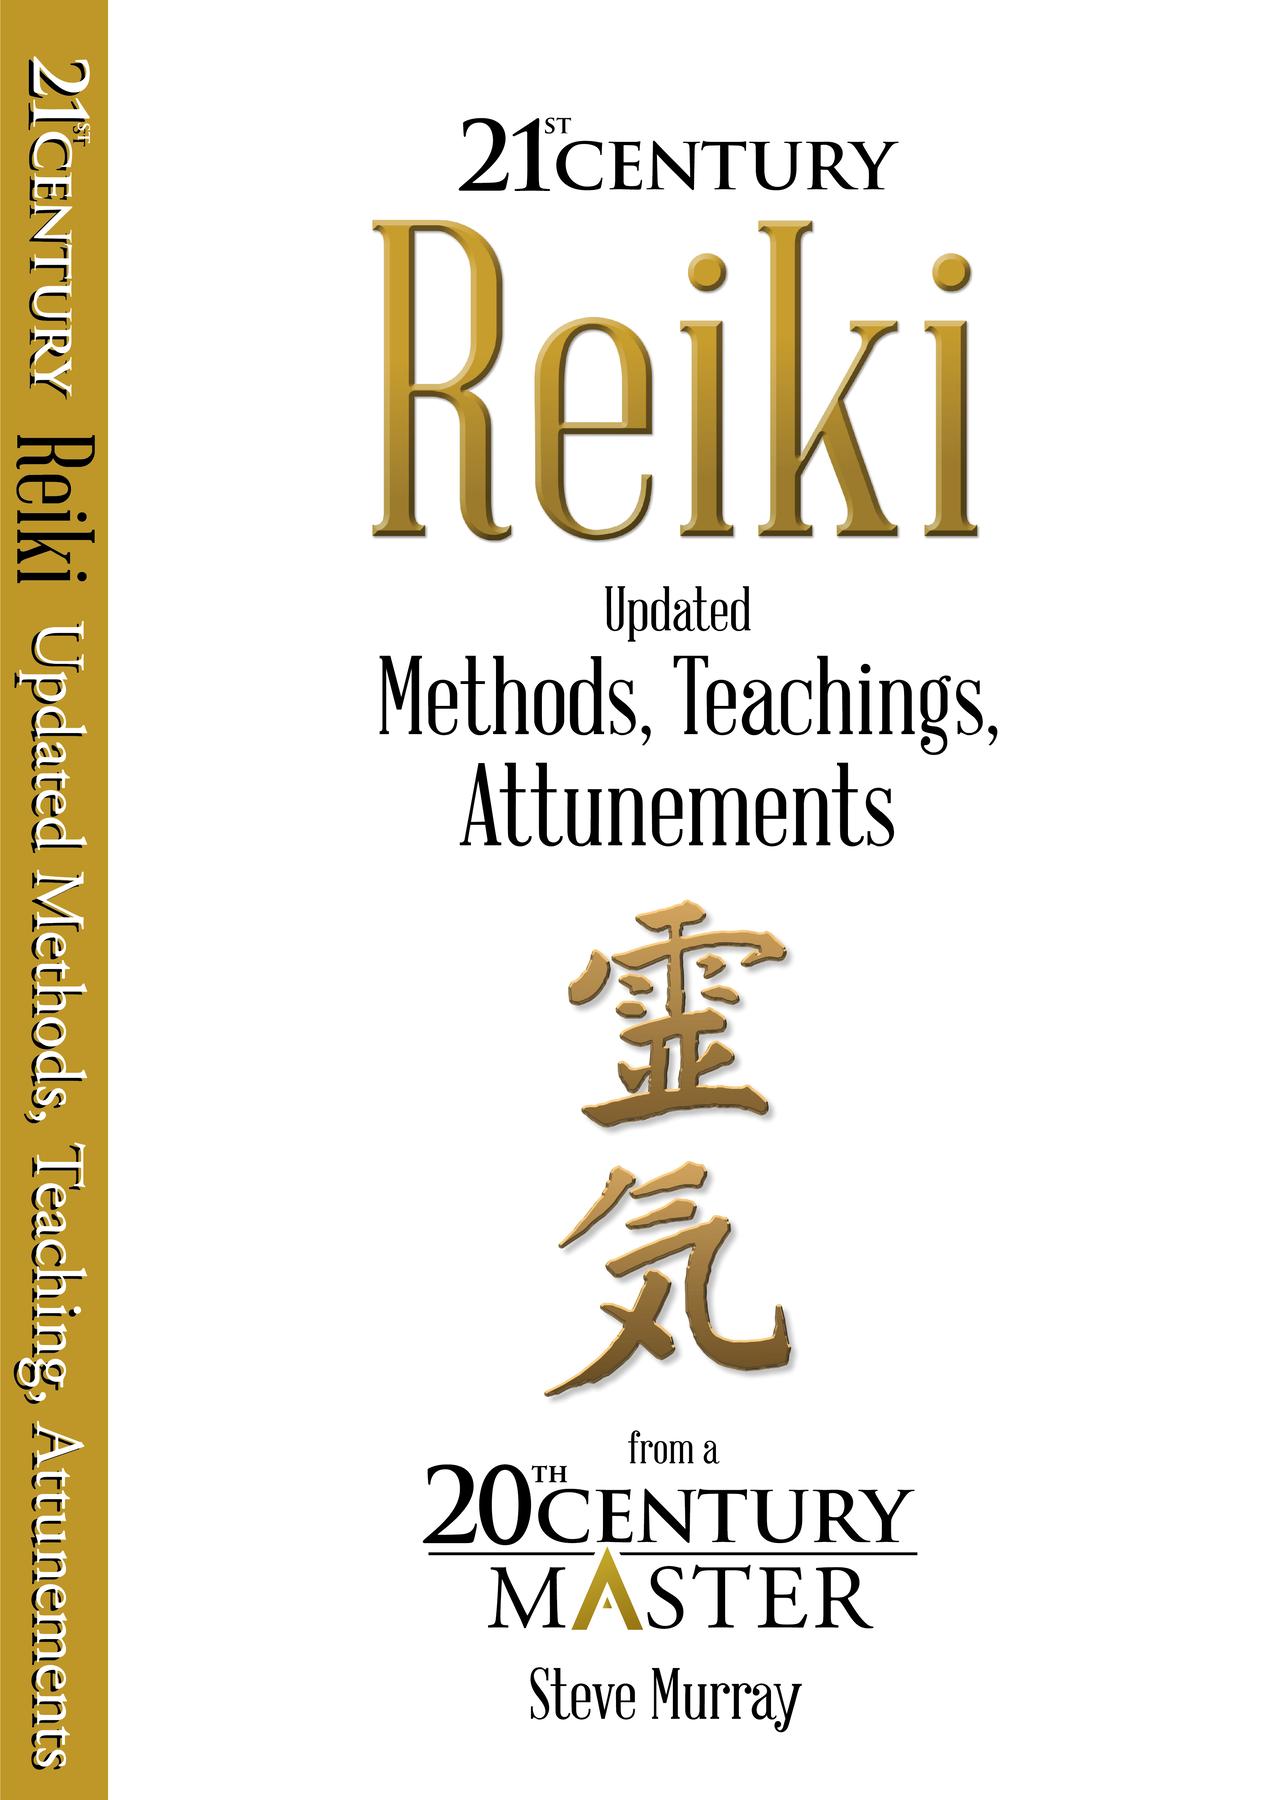 21ST CENTURY Reiki Updated Methods, Teaching, Attunements
21ST CENTURY
Reiki
Updated
Methods, Teachings,
Attunements
靈
気
from a
20TH CENTURY
MASTER
Steve Murray